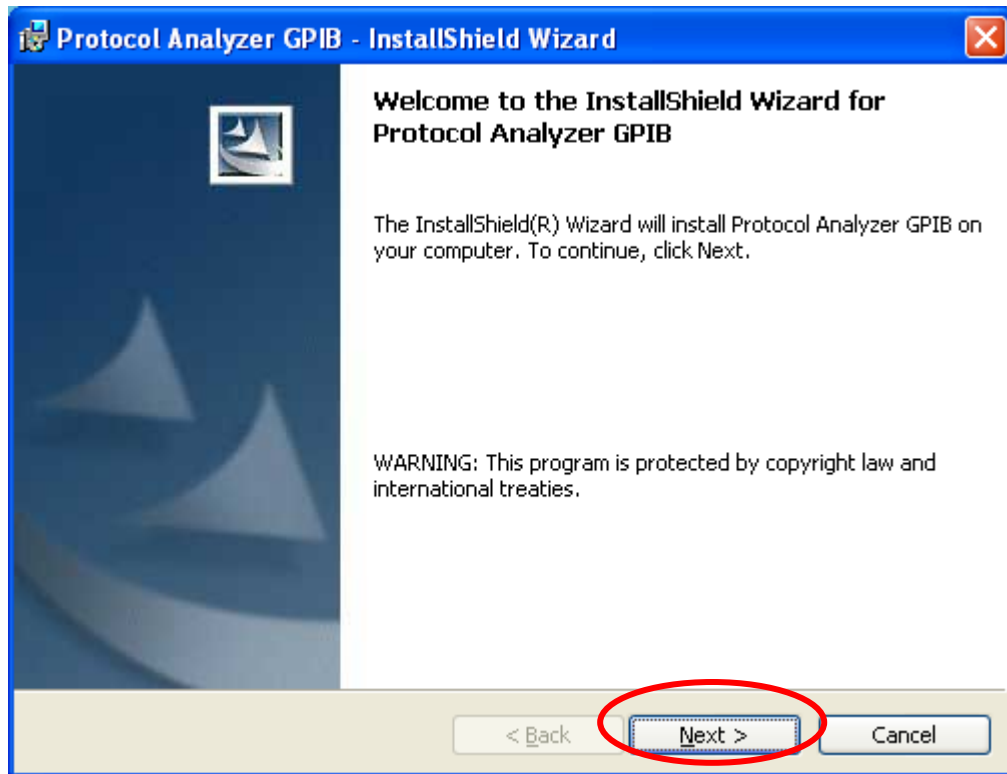 Protocol Analyzer GPIB - InstallShield Wizard
Welcome to the InstallShield Wizard for
Protocol Analyzer GPIB
The InstallShield(R) Wizard will install Protocol Analyzer GPIB on
your computer. To continue, click Next.
WARNING: This program is protected by copyright law and
international treaties.
< Back
Next >
Cancel